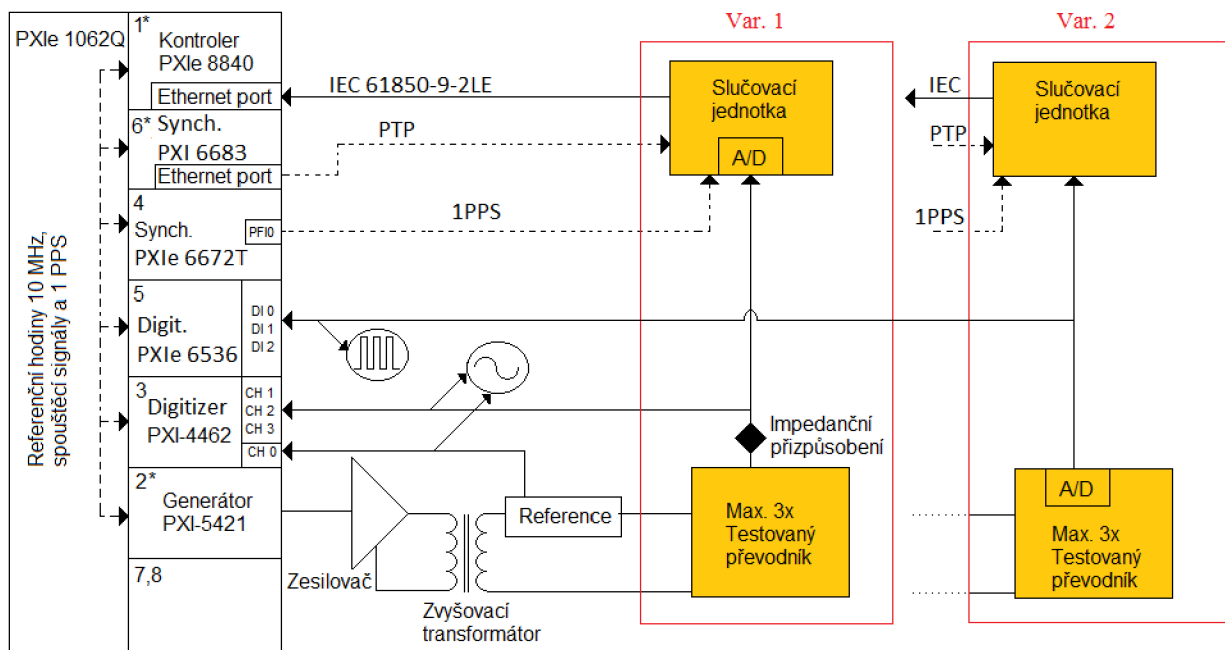 PXIe 1062Q
1*
Kontroler
PXIe 8840
Ethernet port
6*
Synch.
PXI 6683
Ethernet port
4
Synch.
PFI0
PXIe 6672T
5
Digit.
PXIe 6536
DI 0
DI 1
DI 2
3
Digitizer
PXI-4462
CH 1
CH 2
CH 3
CH 0
2*
Generátor
PXI-5421
7,8
Referenční hodiny 10 MHz,
spouštěcí signály a 1 PPS
IEC 61850-9-2LE
PTP
1PPS
Zesilovač
Zvyšovací
transformátor
Reference
Var. 1
Slučovací
jednotka
A/D
Impedanční
přizpůsobení
Max. 3x
Testovaný
převodník
Var. 2
IEC
PTP
1PPS
Slučovací
jednotka
A/D
Max. 3x
Testovaný
převodník